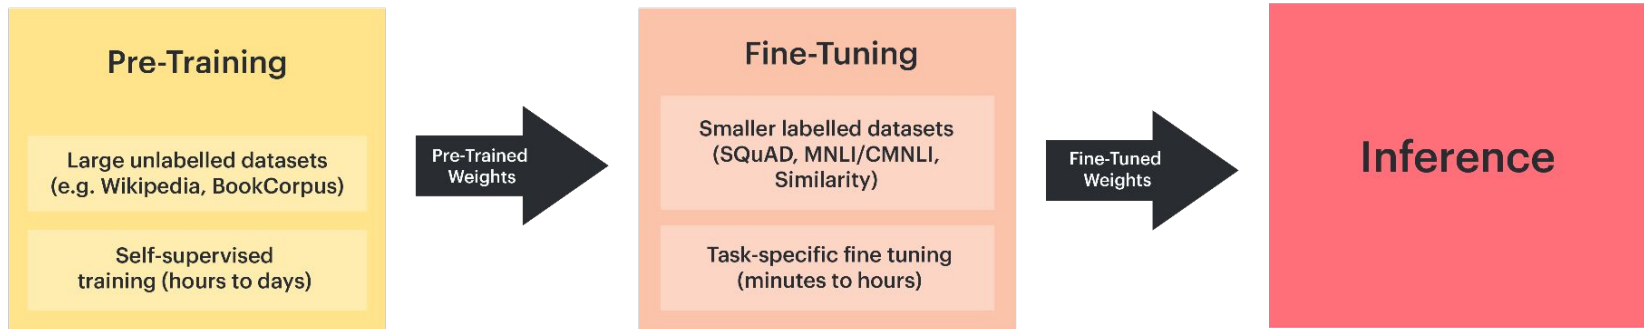 Pre-Training
Large unlabelled datasets
(e.g. Wikipedia, BookCorpus)
Self-supervised
training (hours to days)
Pre-Trained
Weights
Fine-Tuning
Smaller labelled datasets
(SQuAD, MNLI/CMNLI,
Similarity)
Task-specific fine tuning
(minutes to hours)
Fine-Tuned
Weights
Inference